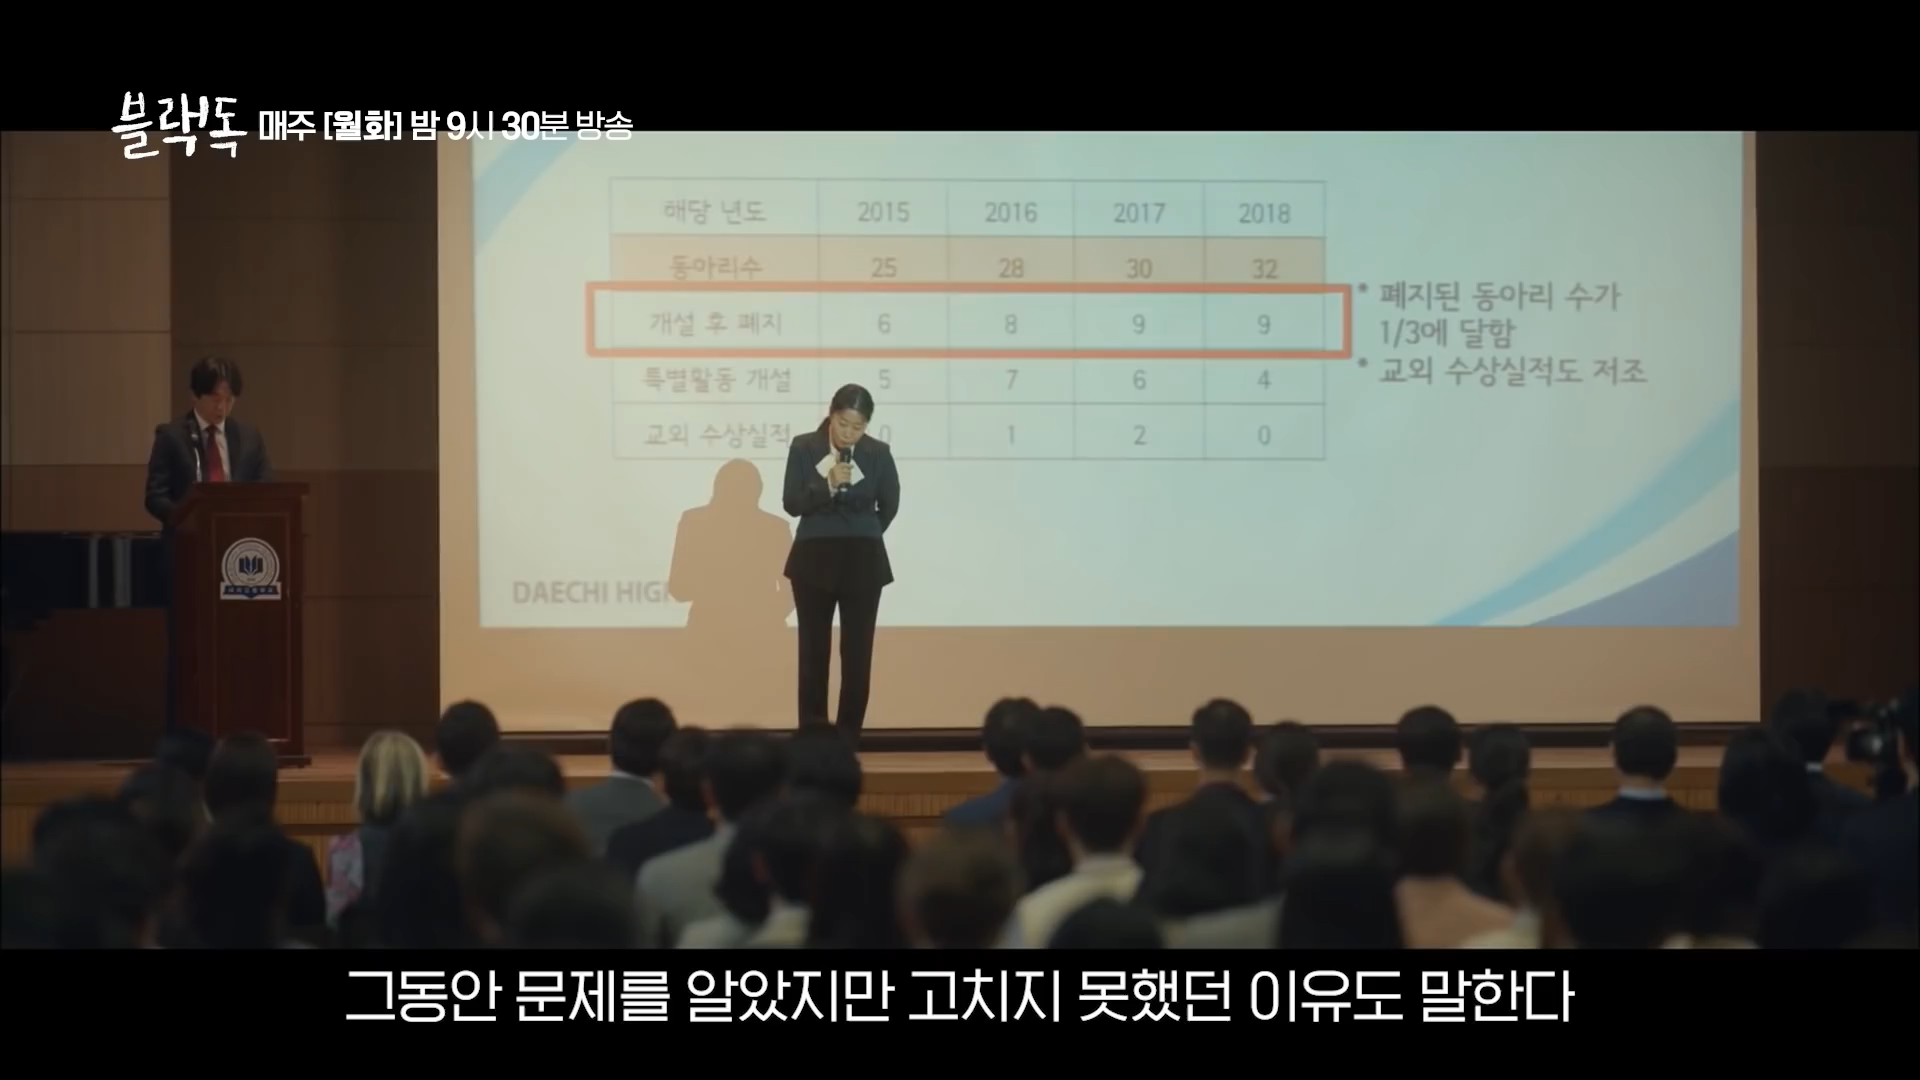 블랙독 매주 [월화] 밤 9시 30분 방송
해당 년도 2015 2016 2017 2018
동아리수 25 28 30 32
개설 후 폐지 6 8 9 9
특별활동 개설 5 7 6 4
교외 수상실적 0 1 2 0
* 폐지된 동아리 수가
1/3에 달함
* 교외 수상실적도 저조
DAECHI HIGH
그동안 문제를 알았지만 고치지 못했던 이유도 말한다